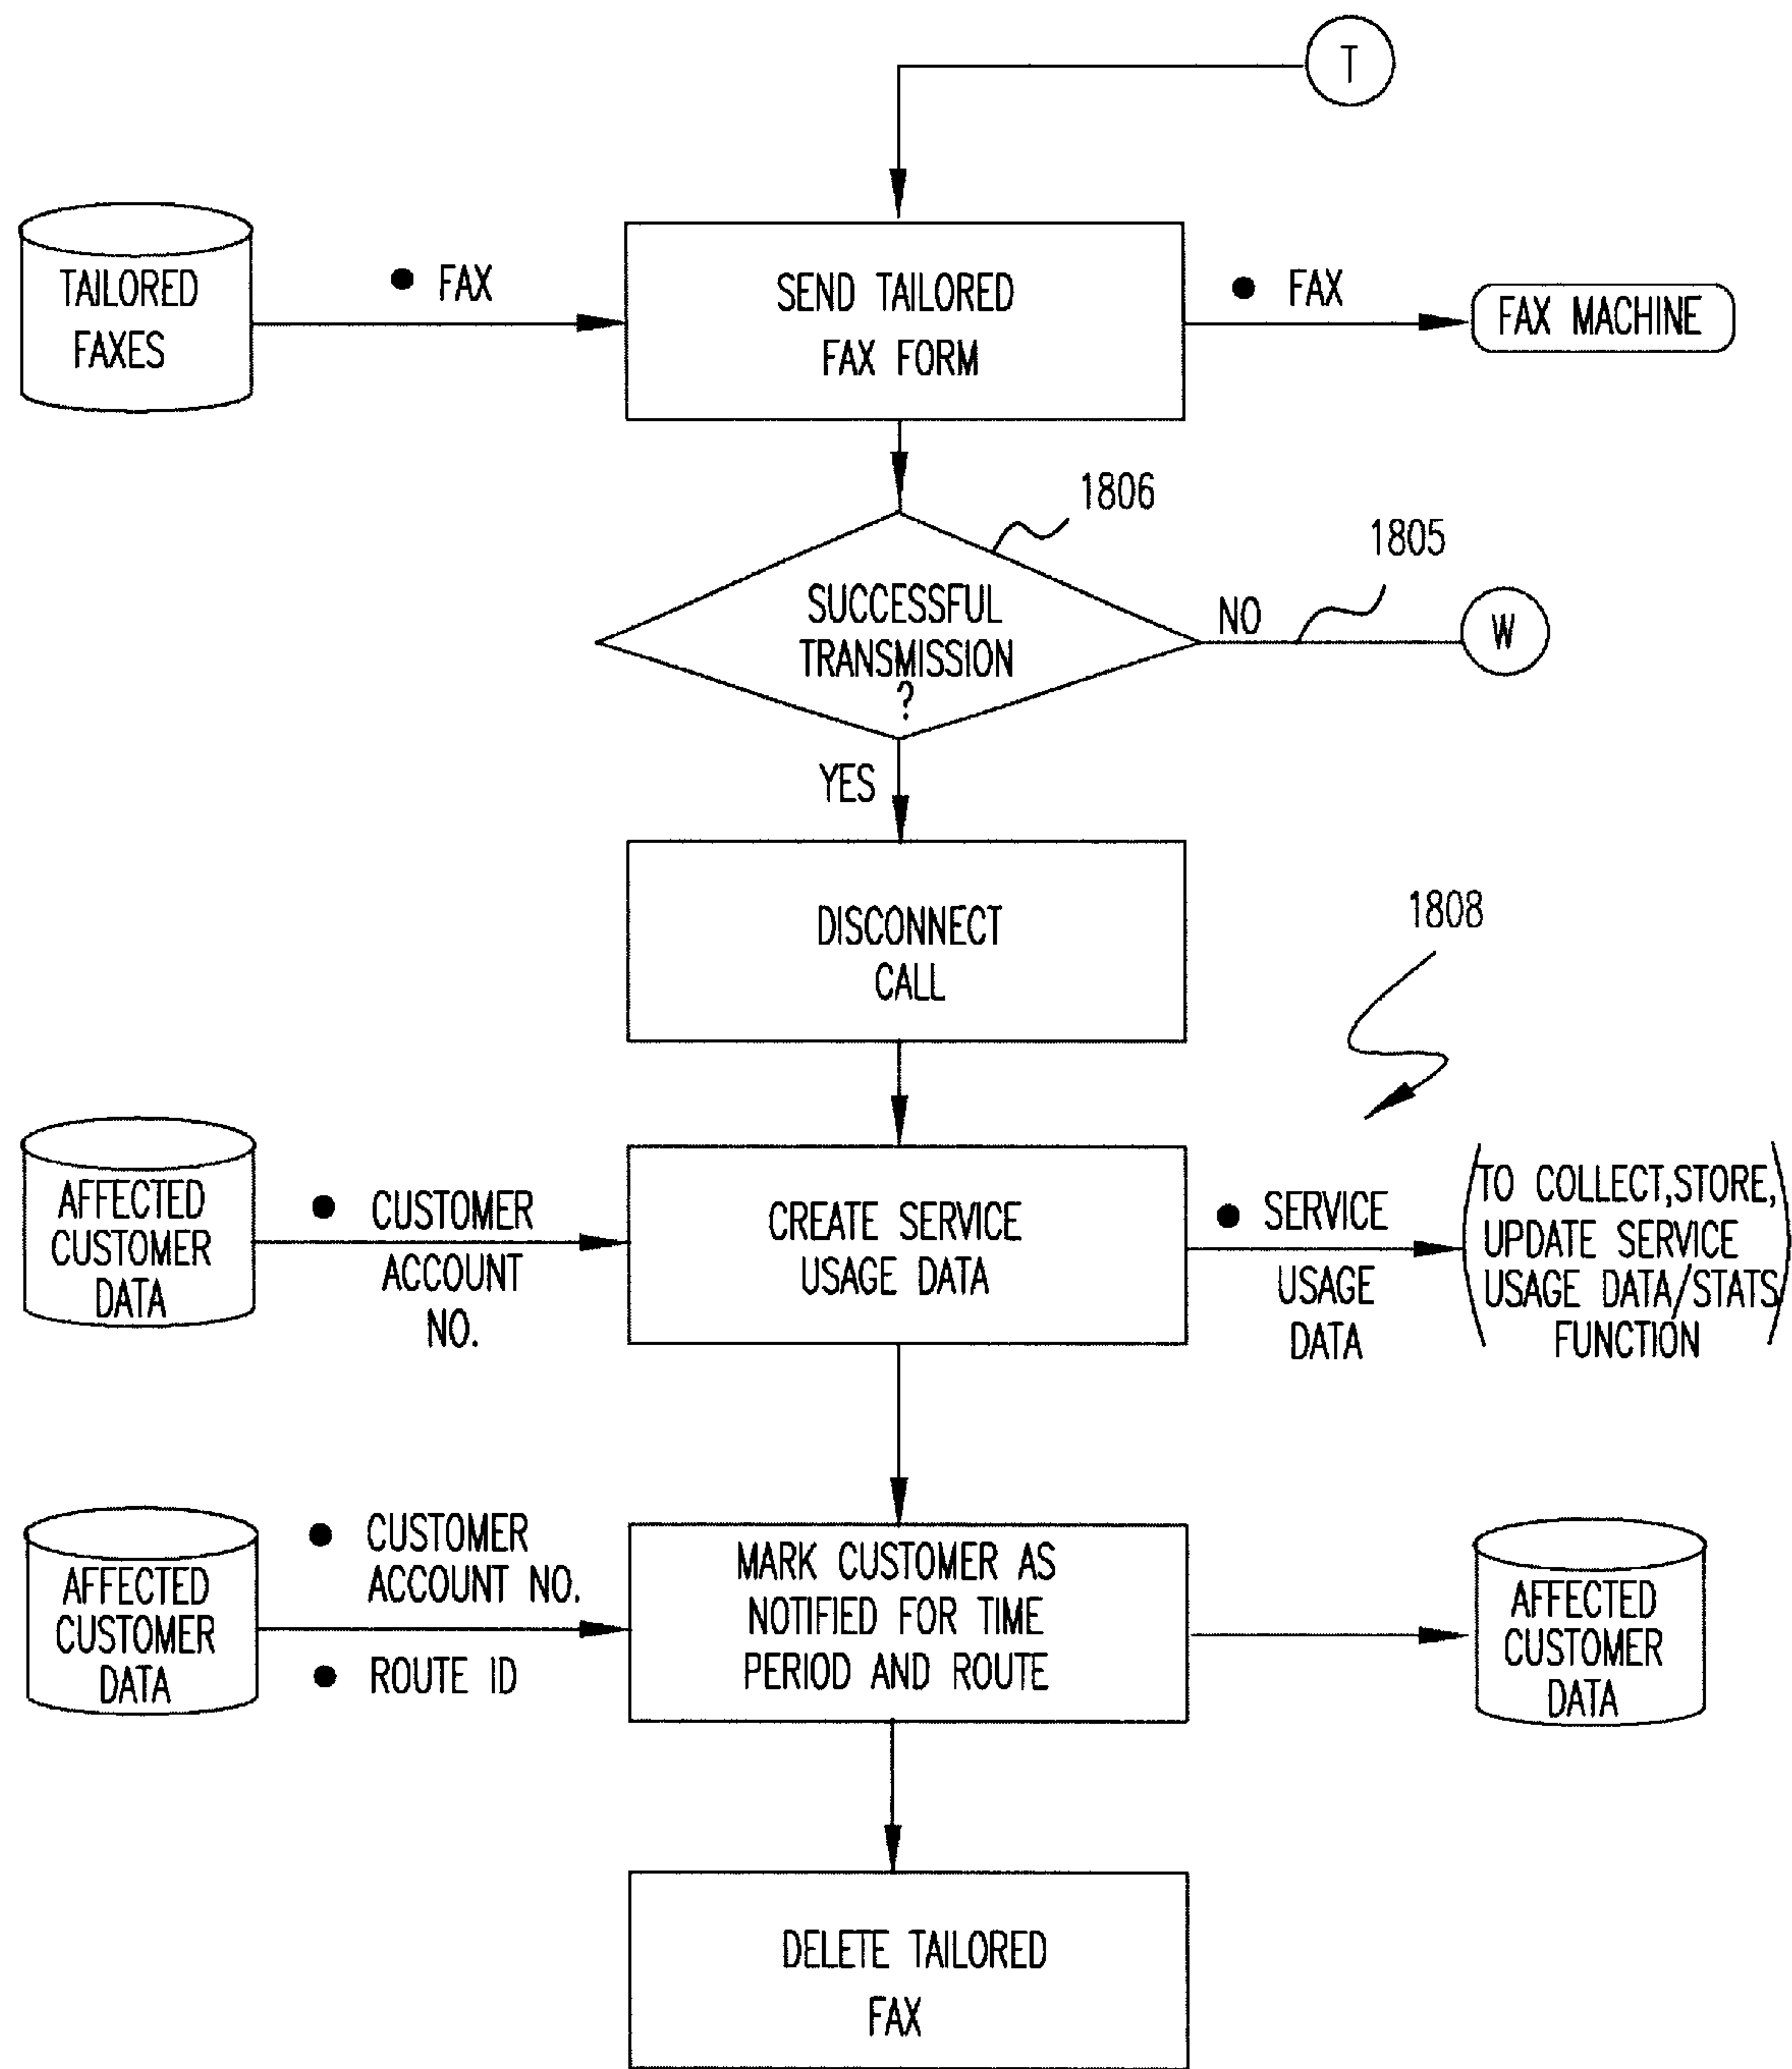 T
TAILORED
FAXES
● FAX
SEND TAILORED
FAX FORM
● FAX
FAX MACHINE
1806
SUCCESSFUL
TRANSMISSION
?
NO
1805
W
YES
DISCONNECT
CALL
1808
AFFECTED
CUSTOMER
DATA
● CUSTOMER
ACCOUNT
NO.
CREATE SERVICE
USAGE DATA
● SERVICE
USAGE
DATA
(TO COLLECT,STORE,
UPDATE SERVICE
USAGE DATA/STATS
FUNCTION)
AFFECTED
CUSTOMER
DATA
● CUSTOMER
ACCOUNT NO.
● ROUTE ID
MARK CUSTOMER AS
NOTIFIED FOR TIME
PERIOD AND ROUTE
AFFECTED
CUSTOMER
DATA
DELETE TAILORED
FAX